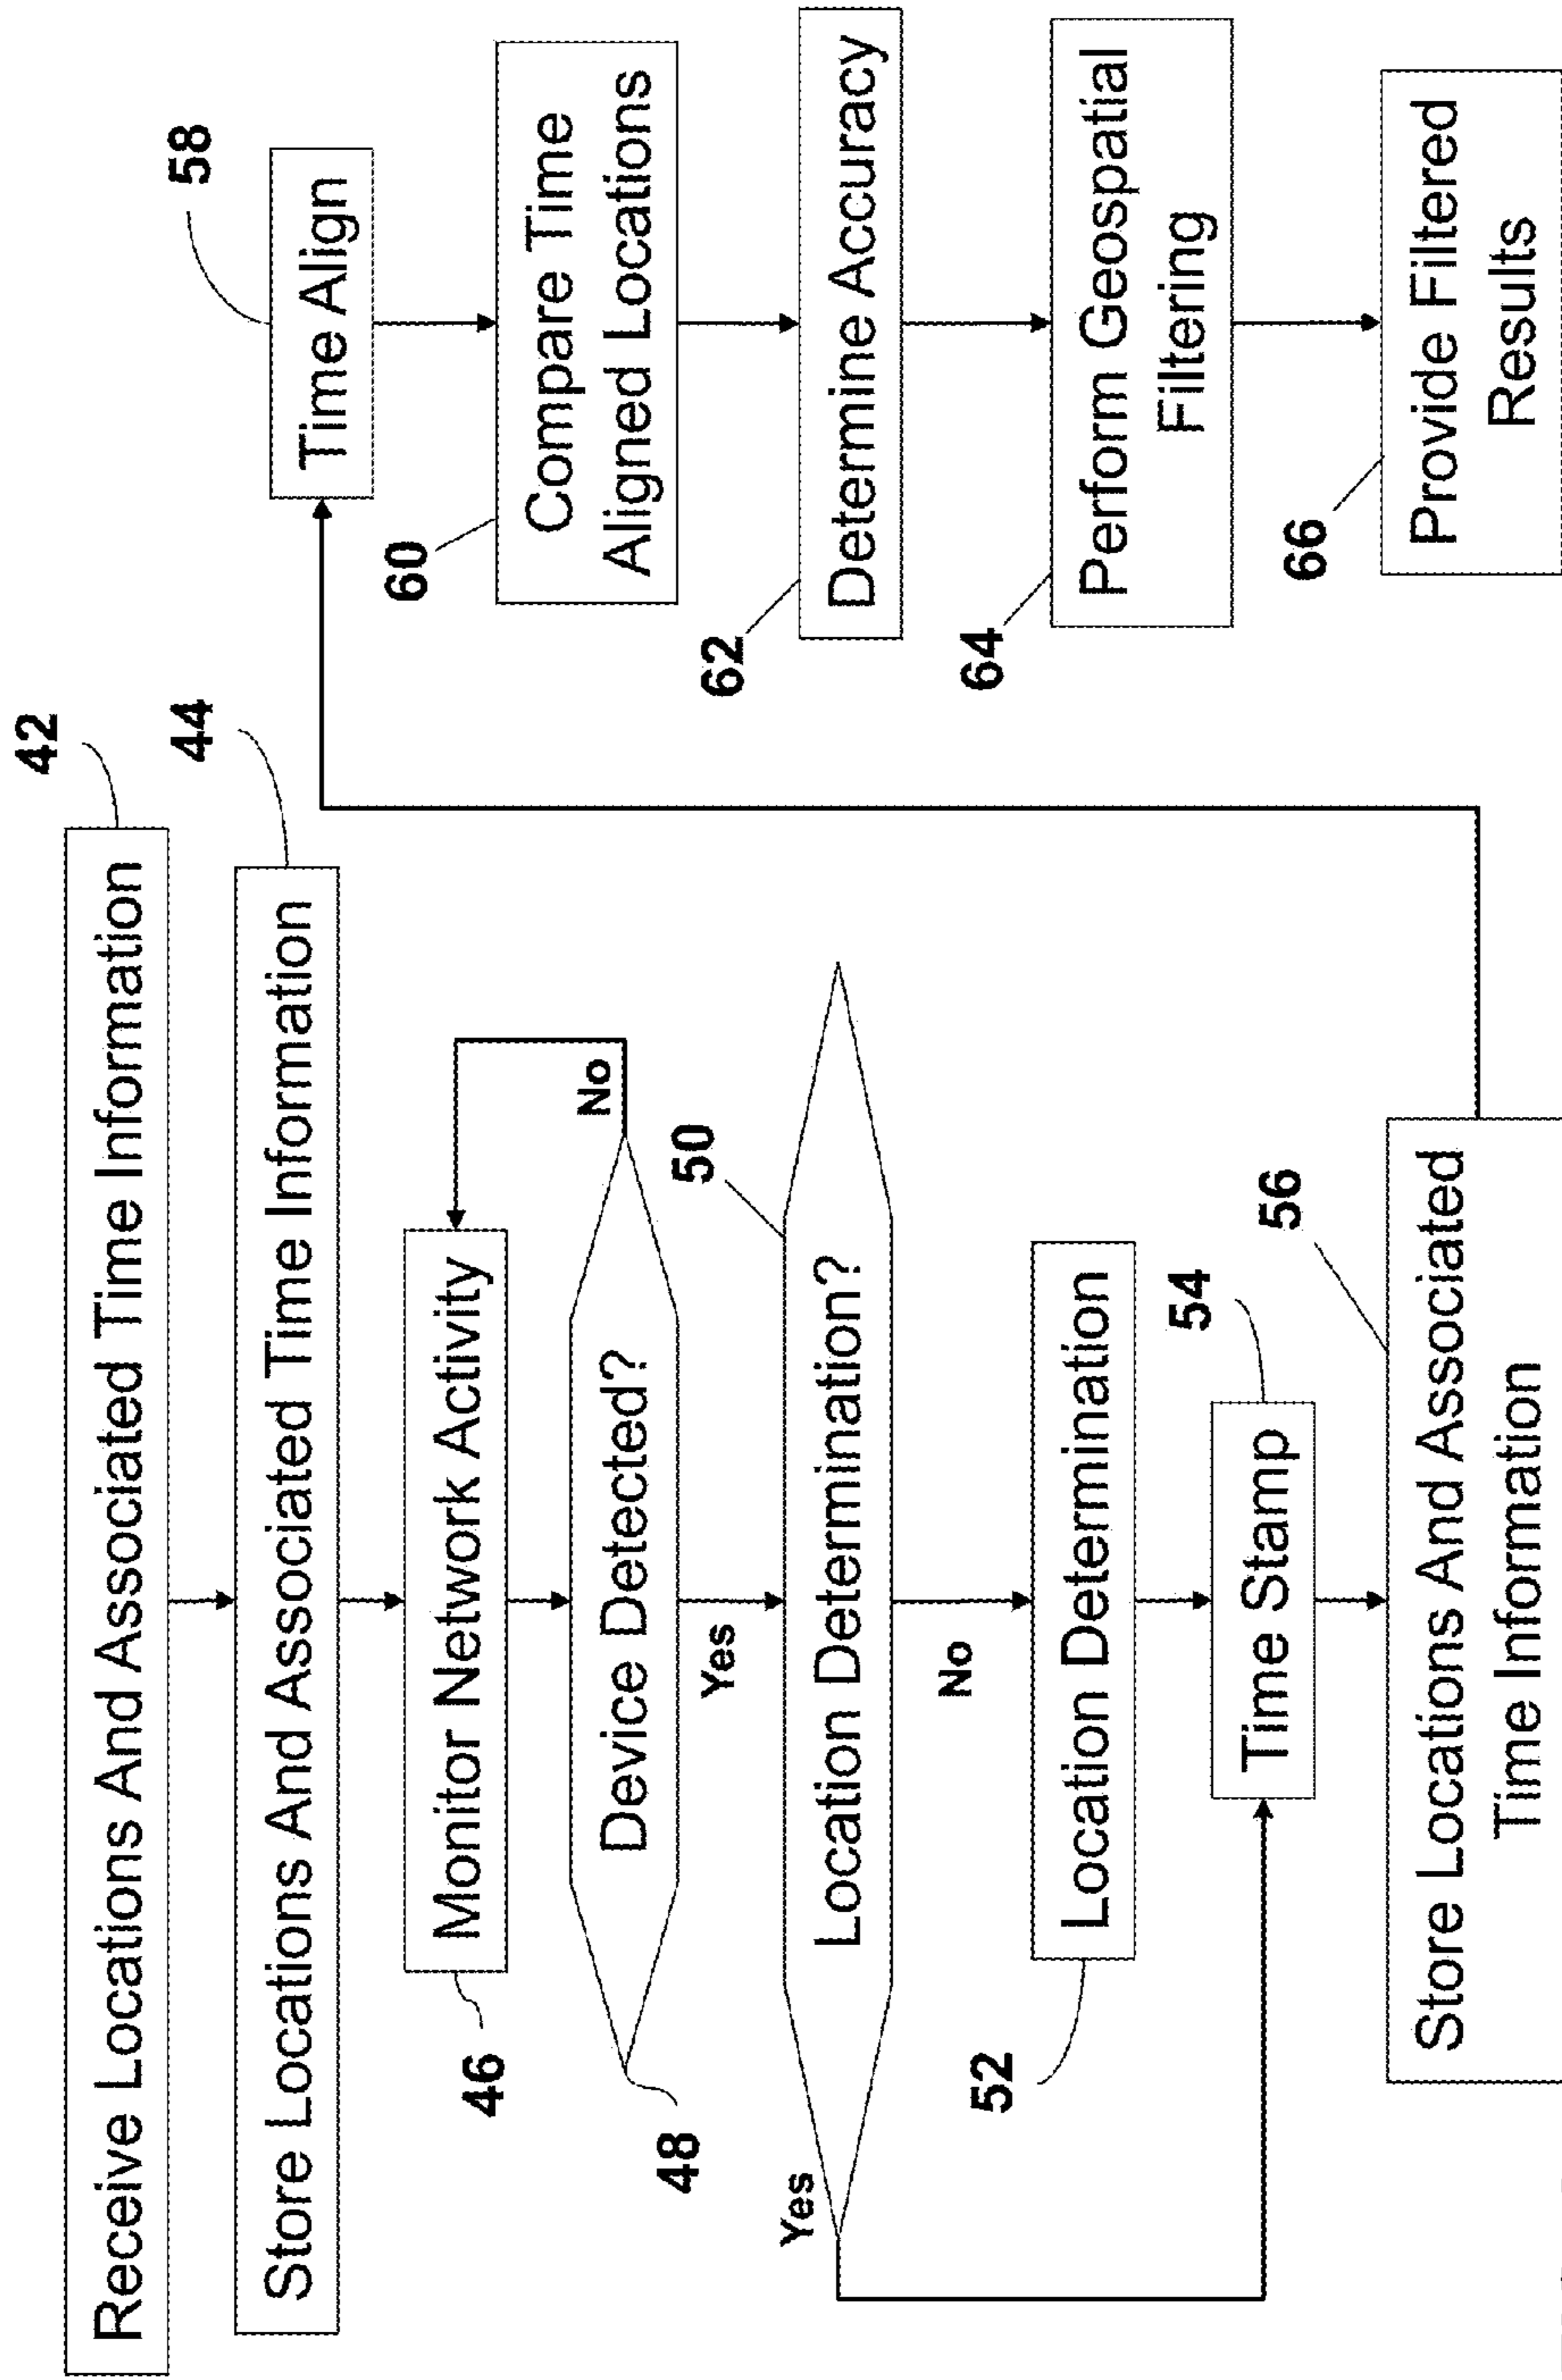 42
Receive Locations And Associated Time Information
44
Store Locations And Associated Time Information
46
Monitor Network Activity
48
Device Detected?
No
Yes
50
Location Determination?
Yes
No
52
Location Determination
54
Time Stamp
56
Store Locations And Associated
Time Information
58
Time Align
60
Compare Time
Aligned Locations
62
Determine Accuracy
64
Perform Geospatial
Filtering
66
Provide Filtered
Results